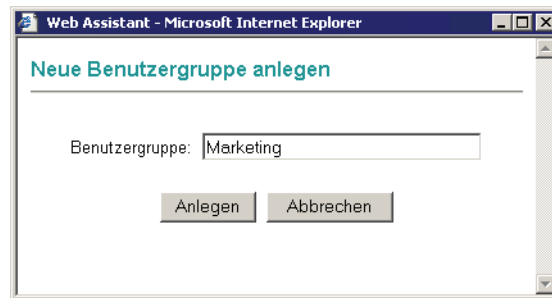 Web Assistant - Microsoft Internet Explorer
Neue Benutzergruppe anlegen
Benutzergruppe: Marketing
Anlegen Abbrechen